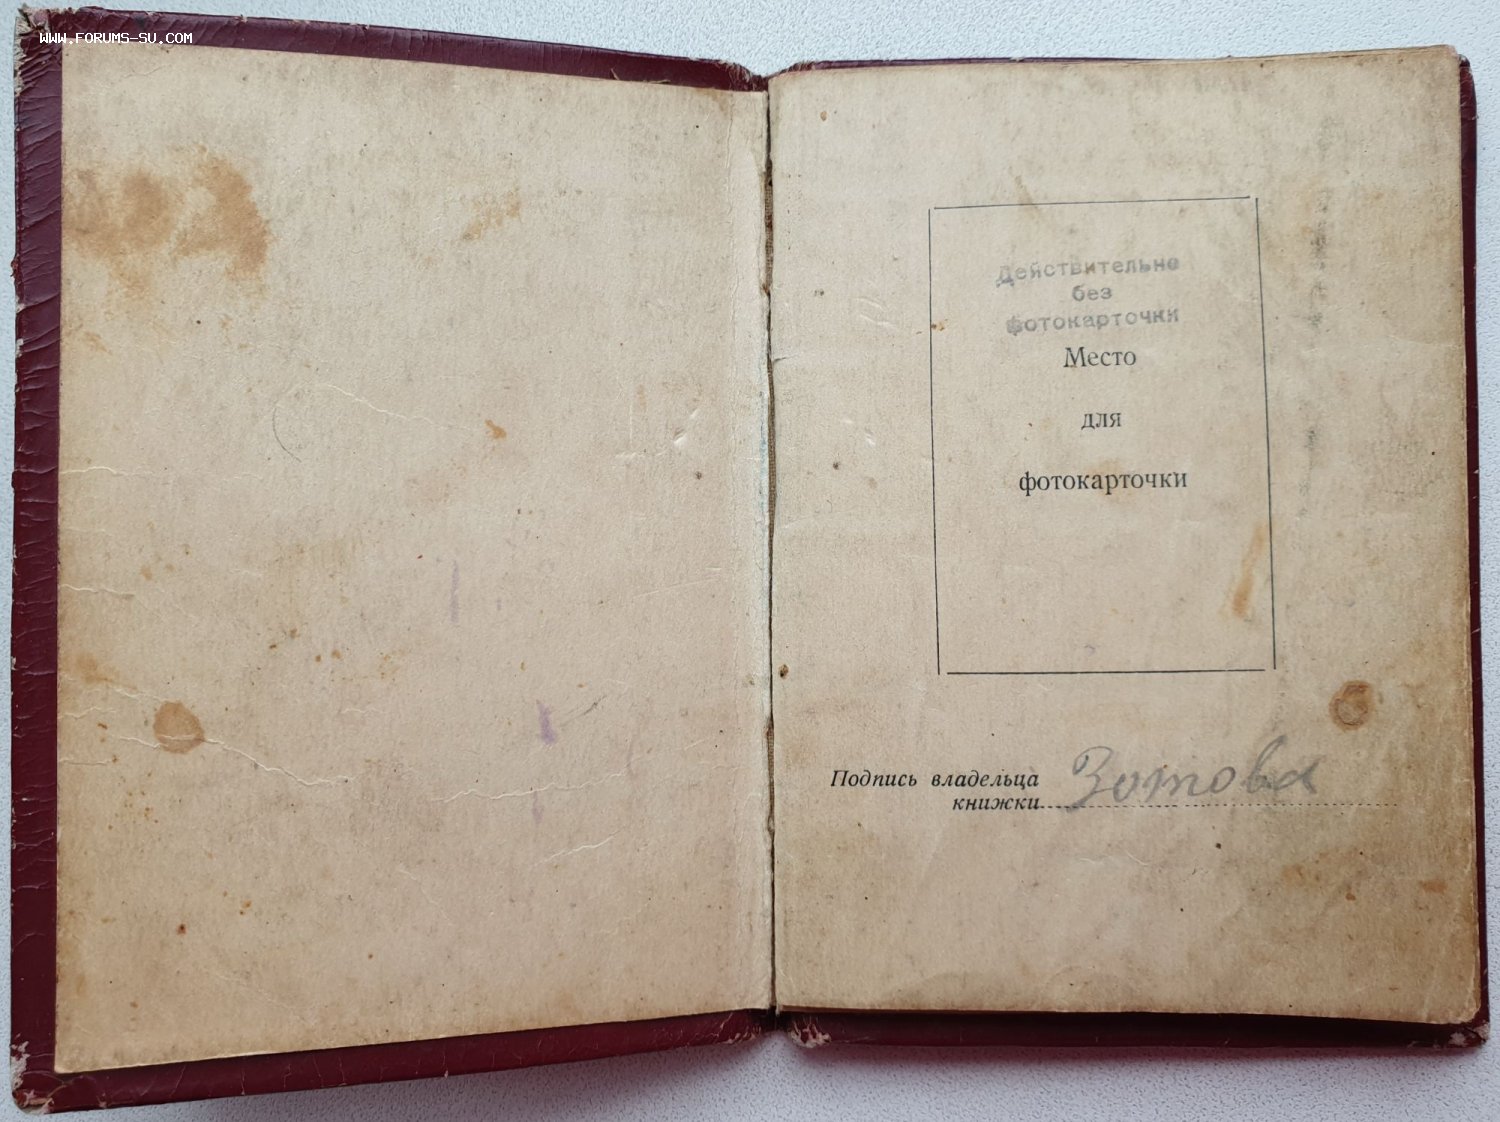 WWW.FORUMS-SU.COM
Действительно
без
фотокарточки
Место
для
фотокарточки
Подпись владельца
книжки Зотова